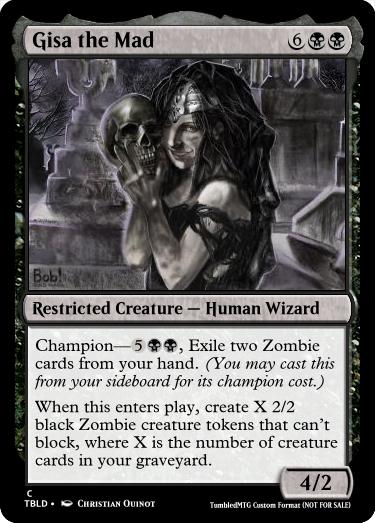 Gisa the Mad 6
Bob!
Restricted Creature — Human Wizard
Champion—5, Exile two Zombie
cards from your hand. (You may cast this
from your sideboard for its champion cost.)
When this enters play, create X 2/2
black Zombie creature tokens that can't
block, where X is the number of creature
cards in your graveyard.
4/2
C
TBLD • Christian Quinot
TumbledMTG Custom Format (NOT FOR SALE)